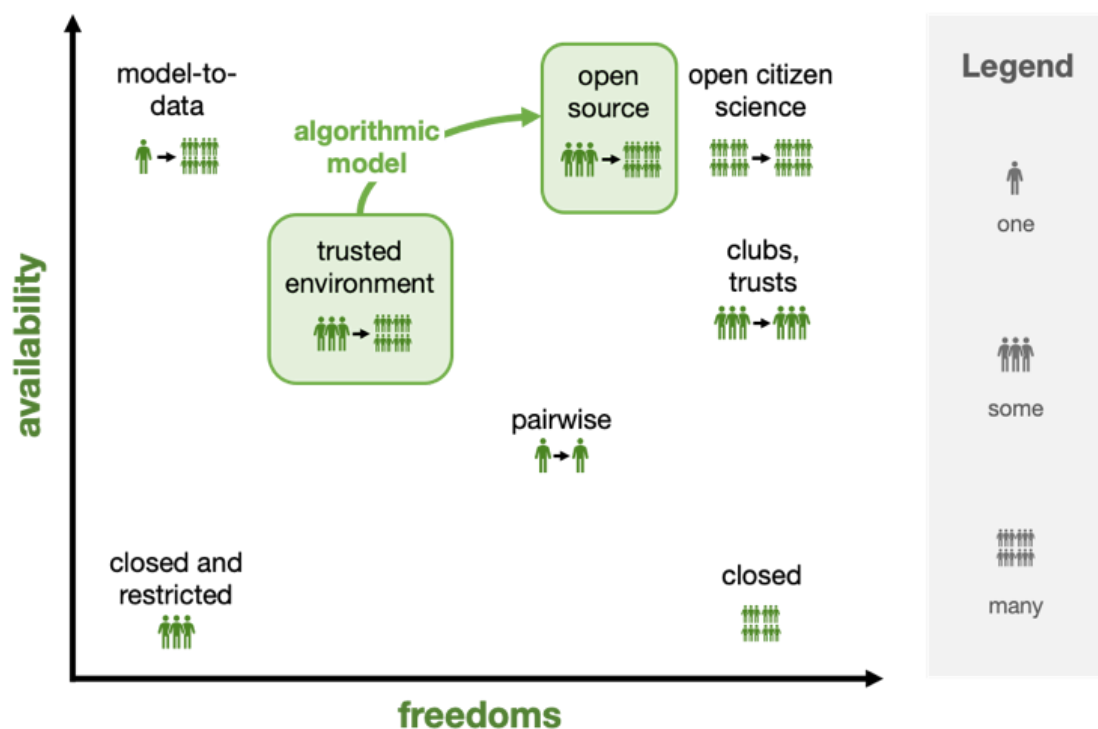 model-to-
data
algorithmic
model
open
source
open citizen
science
trusted
environment
clubs,
trusts
pairwise
closed and
restricted
closed
availability
freedoms
Legend
one
some
many